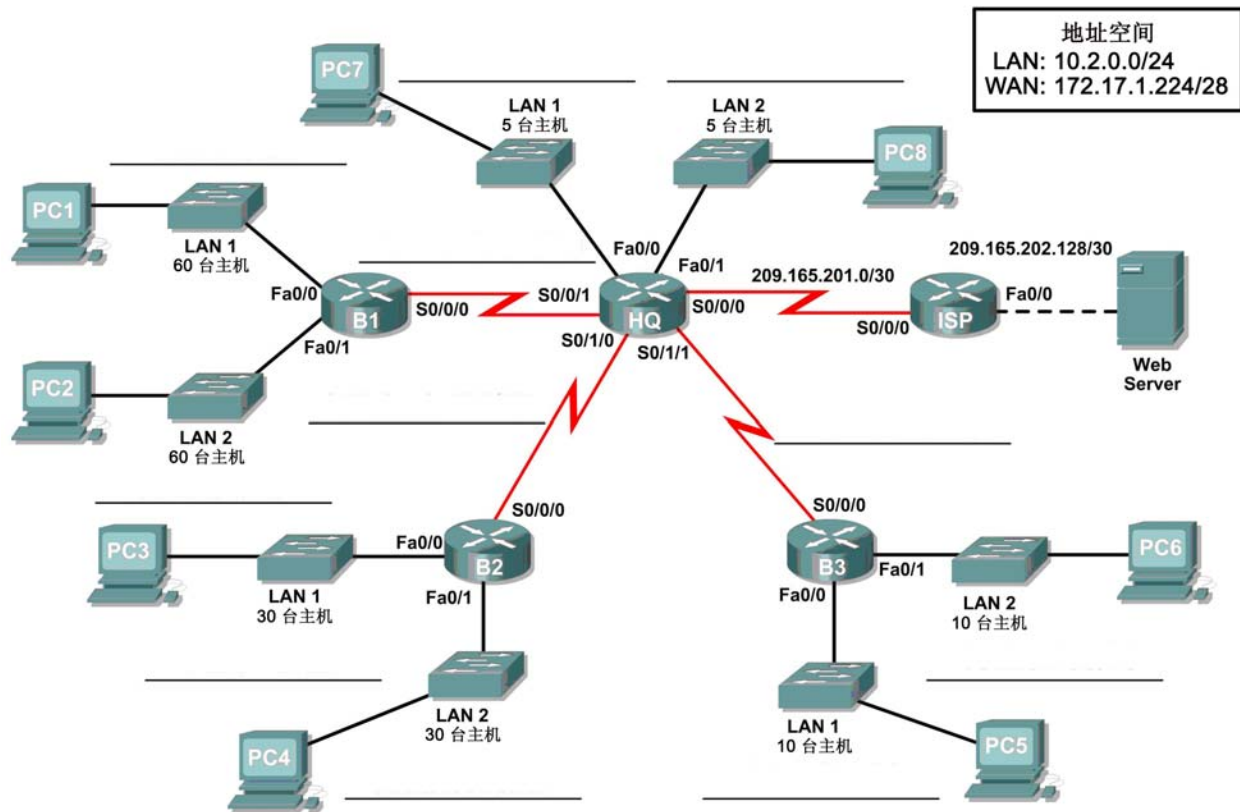 地址空间
LAN: 10.2.0.0/24
WAN: 172.17.1.224/28
PC7
LAN 1
5 台主机
LAN 2
5 台主机
PC8
PC1
LAN 1
60 台主机
Fa0/0
Fa0/1
209.165.201.0/30
209.165.202.128/30
Fa0/0
S0/0/0
B1
S0/0/0
S0/0/1
HQ
S0/0/0
ISP
Fa0/0
Fa0/1
S0/1/0
S0/1/1
Web
Server
PC2
LAN 2
60 台主机
S0/0/0
S0/0/0
PC3
LAN 1
30 台主机
Fa0/0
B2
Fa0/1
B3
Fa0/1
Fa0/0
LAN 2
10 台主机
PC6
PC4
LAN 2
30 台主机
LAN 1
10 台主机
PC5